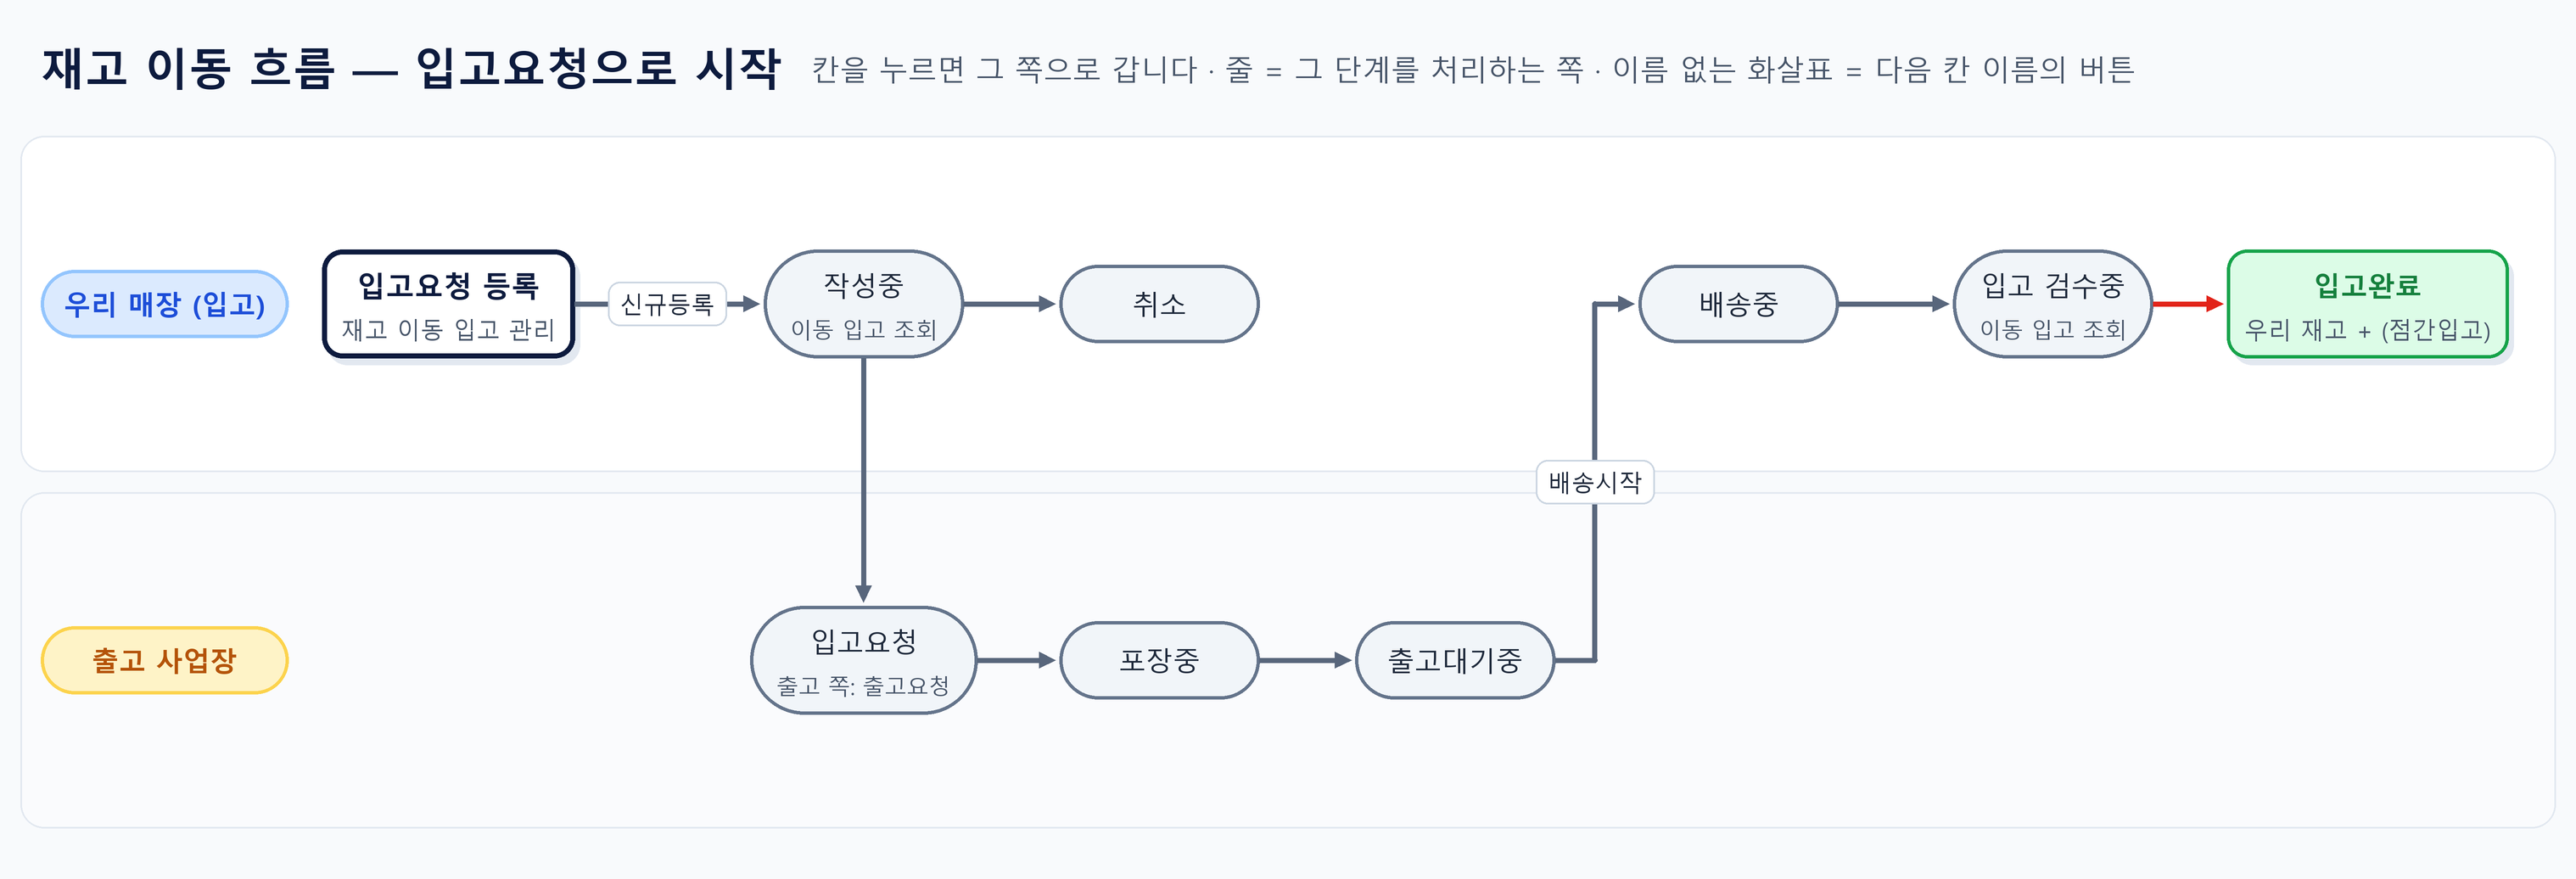 재고 이동 흐름 — 입고요청으로 시작 칸을 누르면 그 쪽으로 갑니다 · 줄 = 그 단계를 처리하는 쪽 · 이름 없는 화살표 = 다음 칸 이름의 버튼
우리 매장 (입고)
입고요청 등록
재고 이동 입고 관리
신규등록
작성중
이동 입고 조회
취소
배송중
입고 검수중
이동 입고 조회
입고완료
우리 재고 + (점간입고)
배송시작
출고 사업장
입고요청
출고 쪽: 출고요청
포장중
출고대기중